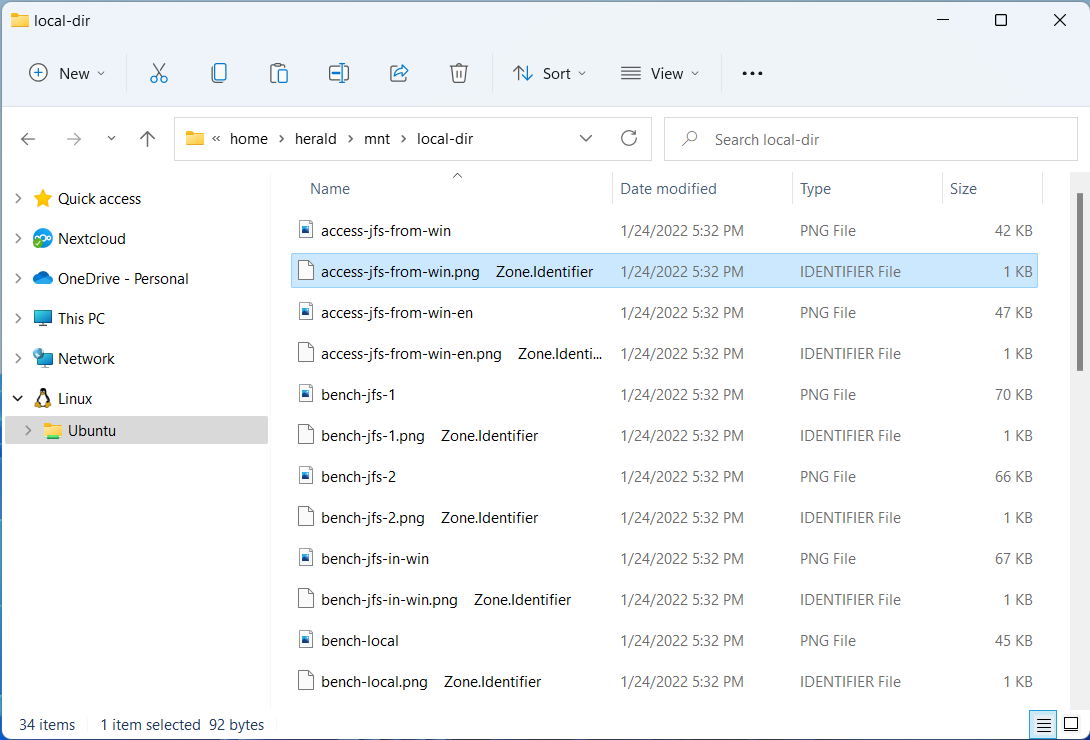 local-dir
New Sort View
« home > herald > mnt > local-dir
Search local-dir
Quick access
Nextcloud
OneDrive - Personal
This PC
Network
Linux
Ubuntu
Name Date modified Type Size
access-jfs-from-win 1/24/2022 5:32 PM PNG File 42 KB
access-jfs-from-win.png Zone.Identifier 1/24/2022 5:32 PM IDENTIFIER File 1 KB
access-jfs-from-win-en 1/24/2022 5:32 PM PNG File 47 KB
access-jfs-from-win-en.png Zone.Identi... 1/24/2022 5:32 PM IDENTIFIER File 1 KB
bench-jfs-1 1/24/2022 5:32 PM PNG File 70 KB
bench-jfs-1.png Zone.Identifier 1/24/2022 5:32 PM IDENTIFIER File 1 KB
bench-jfs-2 1/24/2022 5:32 PM PNG File 66 KB
bench-jfs-2.png Zone.Identifier 1/24/2022 5:32 PM IDENTIFIER File 1 KB
bench-jfs-in-win 1/24/2022 5:32 PM PNG File 67 KB
bench-jfs-in-win.png Zone.Identifier 1/24/2022 5:32 PM IDENTIFIER File 1 KB
bench-local 1/24/2022 5:32 PM PNG File 45 KB
bench-local.png Zone.Identifier 1/24/2022 5:32 PM IDENTIFIER File 1 KB
34 items 1 item selected 92 bytes